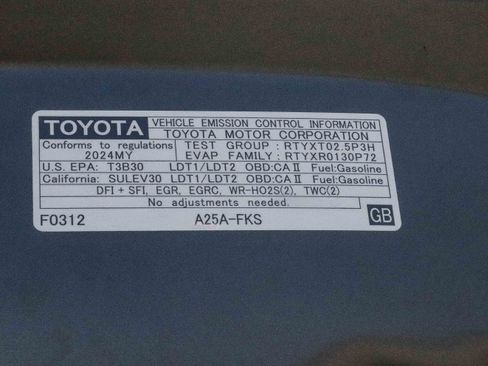 TOYOTA VEHICLE EMISSION CONTROL INFORMATION
TOYOTA MOTOR CORPORATION
Conforms to regulations TEST GROUP : RTYXT02.5P3H
2024MY EVAP FAMILY : RTYXR0130P72
U.S. EPA: T3B30 LDT1/LDT2 OBD:CA II Fuel:Gasoline
California: SULEV30 LDT1/LDT2 OBD:CA II Fuel:Gasoline
DFI + SFI, EGR, EGRC, WR-HO2S(2), TWC(2)
No adjustments needed.
F0312 A25A-FKS GB